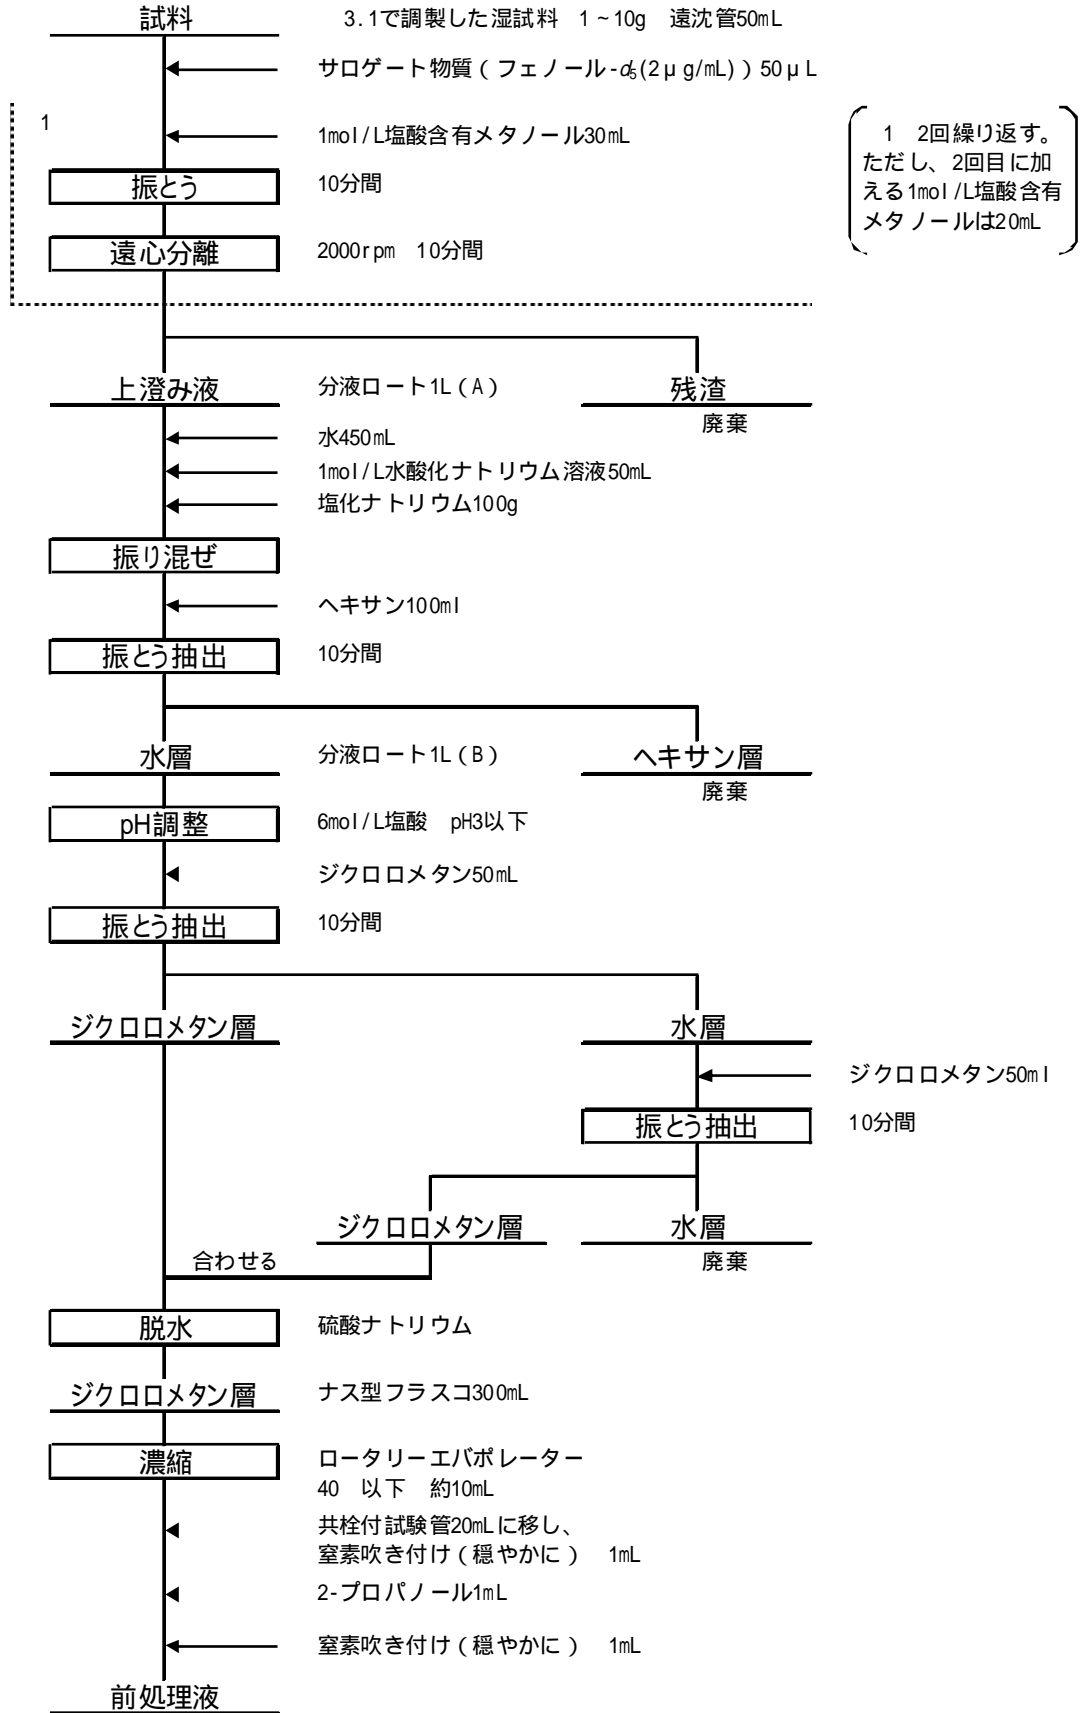 試料　3.1で調製した湿試料　1~10g　遠沈管50mL
サロゲート物質（フェノール-d5(2μg/mL)）50μL
1
1mol/L塩酸含有メタノール30mL
振とう　10分間
遠心分離　2000rpm　10分間
1　2回繰り返す。
ただし、2回目に加
える1mol/L塩酸含有
メタノールは20mL
上澄み液　分液ロート1L（A）　残渣
廃棄
水450mL
1mol/L水酸化ナトリウム溶液50mL
塩化ナトリウム100g
振り混ぜ
ヘキサン100ml
振とう抽出　10分間
水層　分液ロート1L（B）　ヘキサン層
廃棄
pH調整　6mol/L塩酸　pH3以下
ジクロロメタン50mL
振とう抽出　10分間
ジクロロメタン層　水層
ジクロロメタン50ml
振とう抽出　10分間
ジクロロメタン層　水層
合わせる　廃棄
脱水　硫酸ナトリウム
ジクロロメタン層　ナス型フラスコ300mL
濃縮　ロータリーエバポレーター
40　以下　約10mL
共栓付試験管20mLに移し、
窒素吹き付け（穏やかに）　1mL
2-プロパノール1mL
窒素吹き付け（穏やかに）　1mL
前処理液